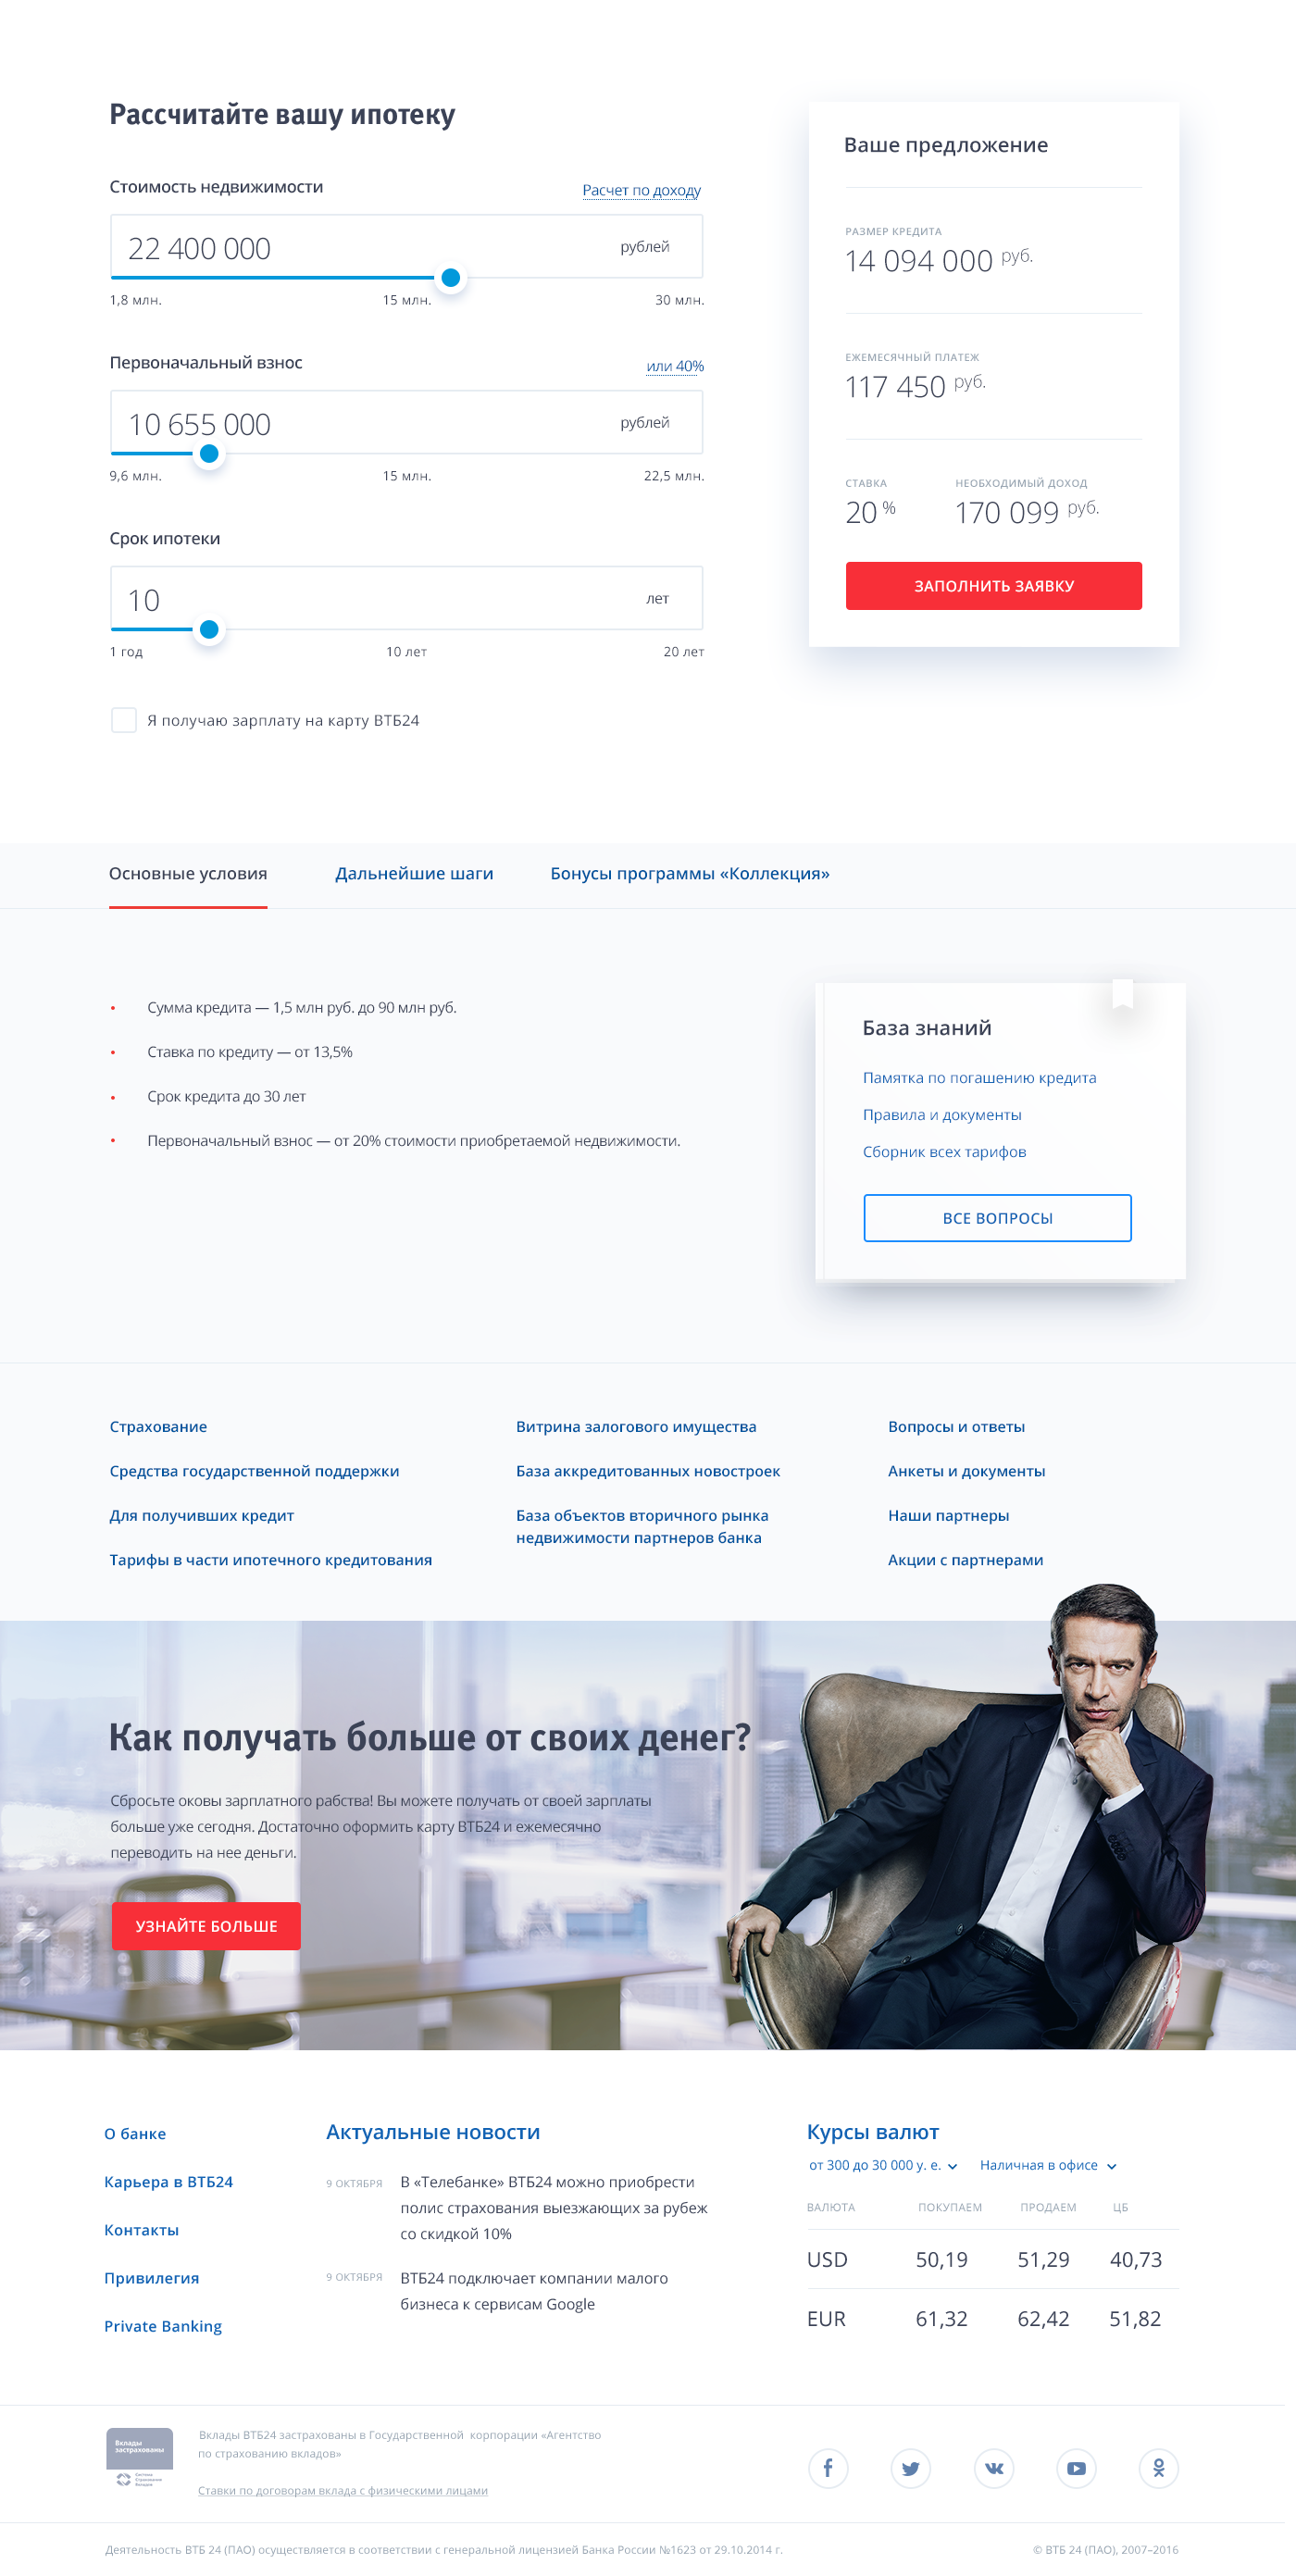 Рассчитайте вашу ипотеку
Стоимость недвижимости
Расчет по доходу
22 400 000
рублей
1,8 млн.
15 млн.
30 млн.
Первоначальный взнос
или 40%
10 655 000
рублей
9,6 млн.
15 млн.
22,5 млн.
Срок ипотеки
10
лет
1 год
10 лет
20 лет
Я получаю зарплату на карту ВТБ24
Ваше предложение
РАЗМЕР КРЕДИТА
14 094 000 руб.
ЕЖЕМЕСЯЧНЫЙ ПЛАТЕЖ
117 450 руб.
СТАВКА
20 %
НЕОБХОДИМЫЙ ДОХОД
170 099 руб.
ЗАПОЛНИТЬ ЗАЯВКУ
Основные условия
Дальнейшие шаги
Бонусы программы «Коллекция»
Сумма кредита — 1,5 млн руб. до 90 млн руб.
Ставка по кредиту — от 13,5%
Срок кредита до 30 лет
Первоначальный взнос — от 20% стоимости приобретаемой недвижимости.
База знаний
Памятка по погашению кредита
Правила и документы
Сборник всех тарифов
ВСЕ ВОПРОСЫ
Страхование
Средства государственной поддержки
Для получивших кредит
Тарифы в части ипотечного кредитования
Витрина залогового имущества
База аккредитованных новостроек
База объектов вторичного рынка
недвижимости партнеров банка
Вопросы и ответы
Анкеты и документы
Наши партнеры
Акции с партнерами
Как получать больше от своих денег?
Сбросьте оковы зарплатного рабства! Вы можете получать от своей зарплаты
больше уже сегодня. Достаточно оформить карту ВТБ24 и ежемесячно
переводить на нее деньги.
УЗНАЙТЕ БОЛЬШЕ
О банке
Карьера в ВТБ24
Контакты
Привилегия
Private Banking
Актуальные новости
9 ОКТЯБРЯ
В «Телебанке» ВТБ24 можно приобрести
полис страхования выезжающих за рубеж
со скидкой 10%
9 ОКТЯБРЯ
ВТБ24 подключает компании малого
бизнеса к сервисам Google
Курсы валют
от 300 до 30 000 у. е.
Наличная в офисе
ВАЛЮТА ПОКУПАЕМ ПРОДАЕМ ЦБ
USD 50,19 51,29 40,73
EUR 61,32 62,42 51,82
Вклады
застрахованы
Система
Страхования
Вкладов
Вклады ВТБ24 застрахованы в Государственной корпорации «Агентство
по страхованию вкладов»
Ставки по договорам вклада с физическими лицами
Деятельность ВТБ 24 (ПАО) осуществляется в соответствии с генеральной лицензией Банка России №1623 от 29.10.2014 г.
© ВТБ 24 (ПАО), 2007–2016